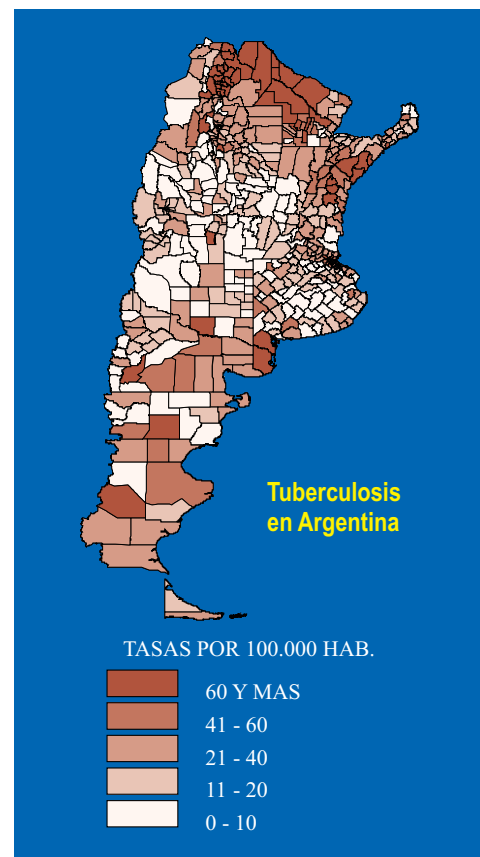 Tuberculosis
en Argentina
TASAS POR 100.000 HAB.
60 Y MAS
41 - 60
21 - 40
11 - 20
0 - 10